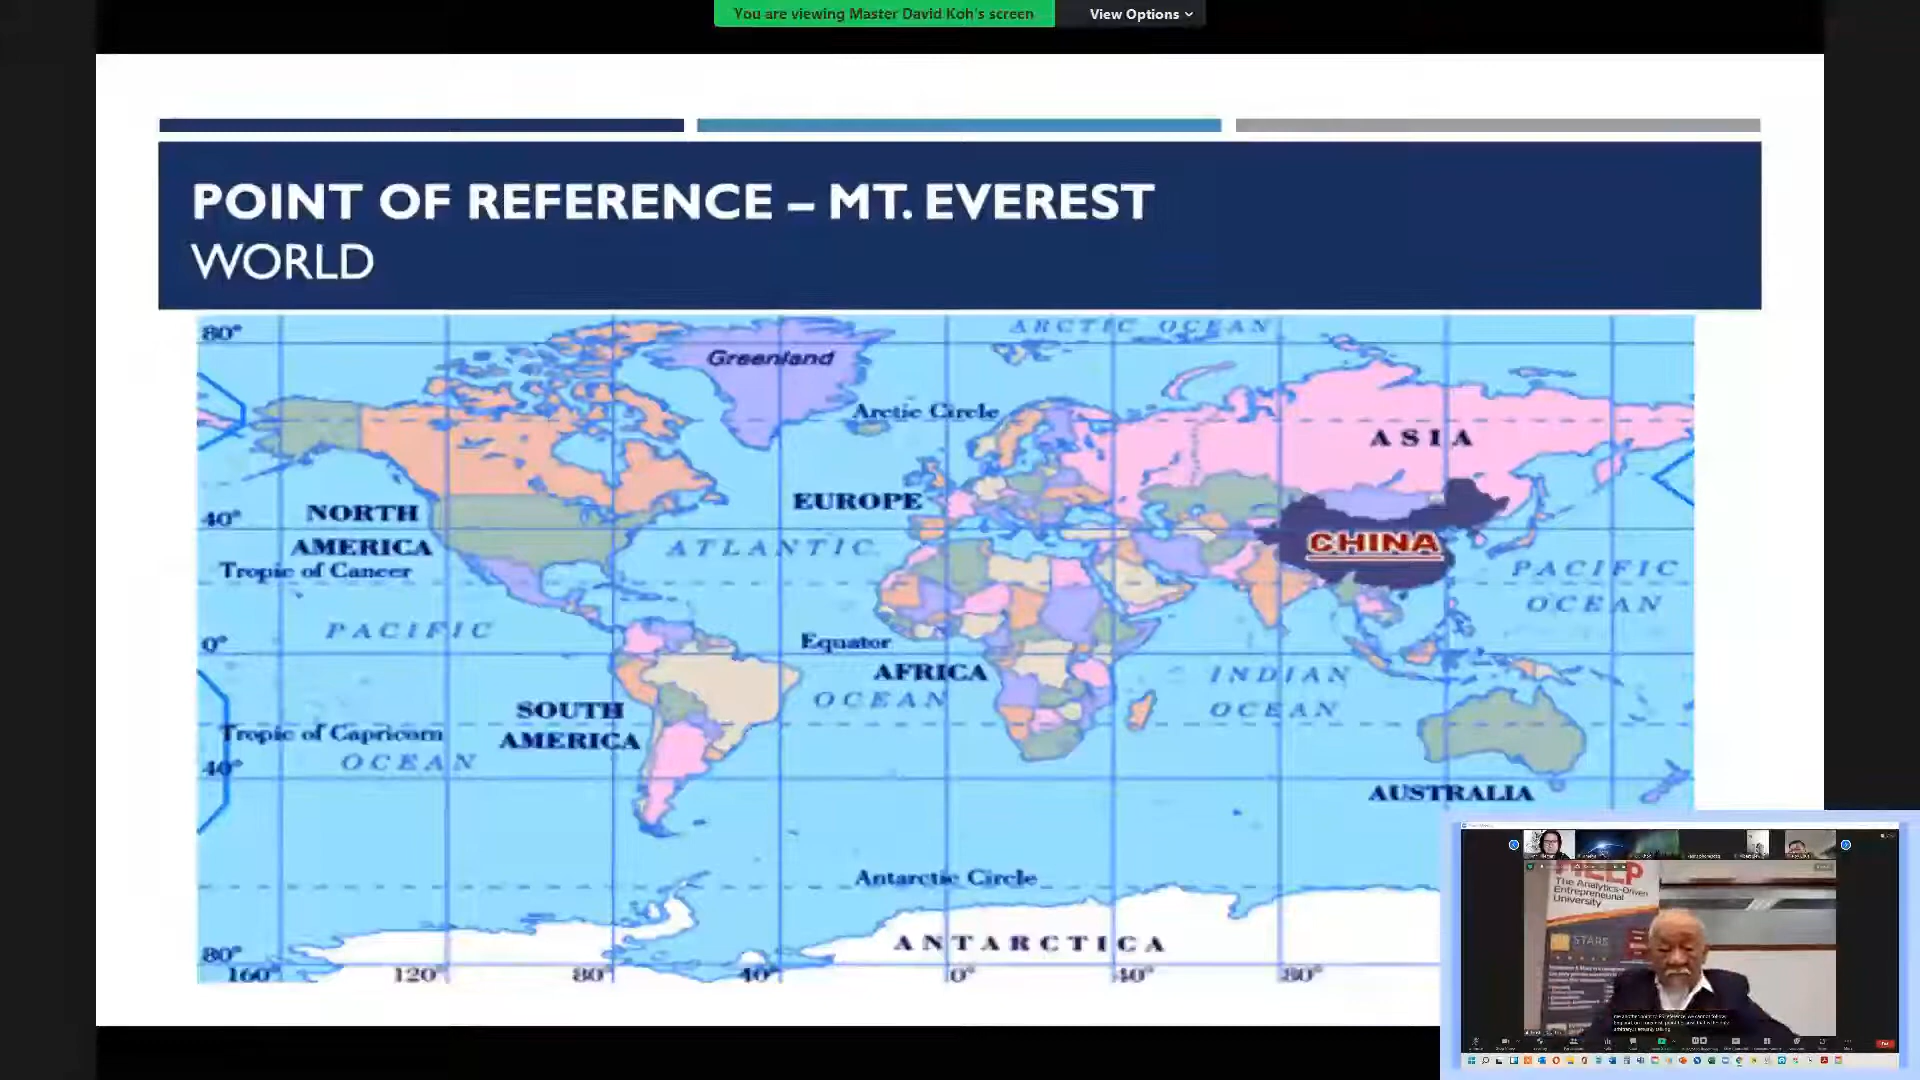 You are viewing Master David Koh's screen
View Options
POINT OF REFERENCE – MT. EVEREST
WORLD
80°
ARCTIC OCEAN
Greenland
Arctic Circle
ASIA
EUROPE
NORTH
AMERICA
40°
ATLANTIC
CHINA
Tropic of Cancer
PACIFIC
OCEAN
PACIFIC
0°
Equator
AFRICA
OCEAN
INDIAN
OCEAN
SOUTH
AMERICA
Tropic of Capricorn
OCEAN
40°
AUSTRALIA
Antarctic Circle
ANTARCTICA
80°
160° 120° 80° 40° 0° 40° 80°
HELP
The Analytics-Driven
Entrepreneurial
University
STARS